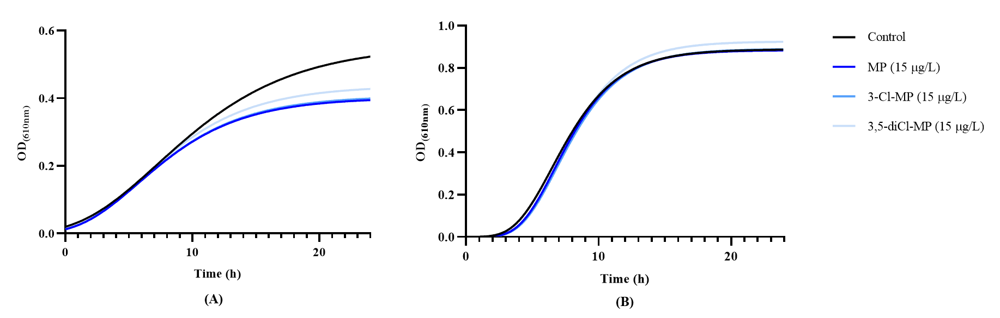 0.6
0.4
0.2
0.0
0
10
20
OD(610nm)
Time (h)
(A)
1.0
0.8
0.6
0.4
0.2
0.0
0
10
20
OD(610nm)
Time (h)
(B)
Control
MP (15 μg/L)
3-Cl-MP (15 μg/L)
3,5-diCl-MP (15 μg/L)